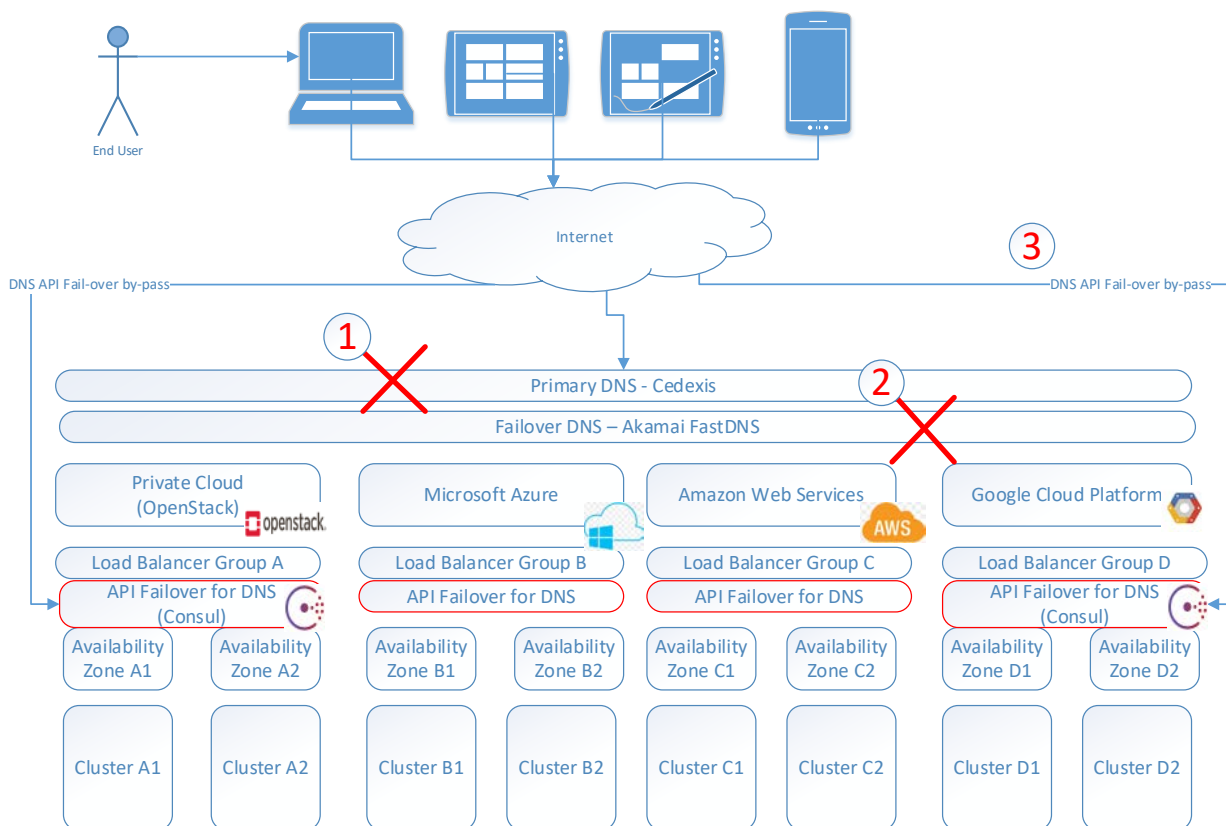 End User
Internet
3
DNS API Fail-over by-pass
DNS API Fail-over by-pass
1
2
Primary DNS - Cedexis
Failover DNS – Akamai FastDNS
Private Cloud
(OpenStack)
openstack.
Microsoft Azure
Amazon Web Services
AWS
Google Cloud Platform
Load Balancer Group A
Load Balancer Group B
Load Balancer Group C
Load Balancer Group D
API Failover for DNS
(Consul)
API Failover for DNS
API Failover for DNS
API Failover for DNS
(Consul)
Availability
Zone A1
Availability
Zone A2
Availability
Zone B1
Availability
Zone B2
Availability
Zone C1
Availability
Zone C2
Availability
Zone D1
Availability
Zone D2
Cluster A1
Cluster A2
Cluster B1
Cluster B2
Cluster C1
Cluster C2
Cluster D1
Cluster D2